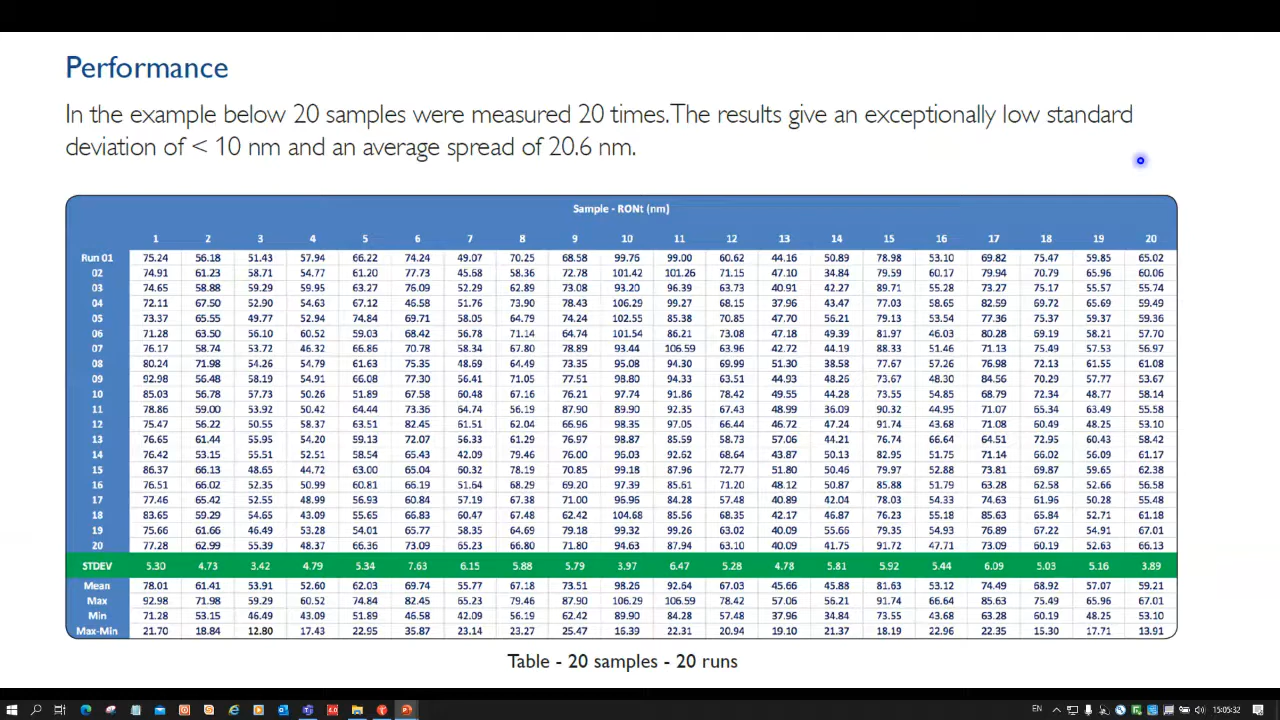 Performance
In the example below 20 samples were measured 20 times. The results give an exceptionally low standard
deviation of < 10 nm and an average spread of 20.6 nm.
Sample - RONt (nm)
1 2 3 4 5 6 7 8 9 10 11 12 13 14 15 16 17 18 19 20
Run 01 75.24 56.18 51.43 57.94 66.22 74.24 49.07 70.25 68.58 99.76 99.00 60.62 44.16 50.89 78.98 53.10 69.82 75.47 59.85 65.02
02 74.91 61.23 58.71 54.77 61.20 77.73 45.68 58.36 72.78 101.42 101.26 71.15 47.10 34.84 79.59 60.17 79.94 70.79 65.96 60.06
03 74.65 58.88 59.29 59.95 63.27 76.09 52.29 62.89 73.08 93.20 96.39 63.73 40.91 42.27 89.71 55.28 73.27 75.17 55.57 55.74
04 72.11 67.50 52.90 54.63 67.12 46.58 51.76 73.90 78.43 106.29 99.27 68.15 37.96 43.47 77.03 58.65 82.59 69.72 65.69 59.49
05 73.37 65.55 49.77 52.94 74.84 69.71 58.05 64.79 74.24 102.55 85.38 70.85 47.70 56.21 79.13 53.54 77.36 75.37 59.37 59.36
06 71.28 63.50 56.10 60.52 59.03 68.42 56.78 71.14 64.74 101.54 86.21 73.08 47.18 49.39 81.97 46.03 80.28 69.19 58.21 57.70
07 76.17 58.74 53.72 46.32 66.86 70.78 58.34 67.80 78.89 93.44 106.59 63.96 42.72 44.19 88.33 51.46 71.13 75.49 57.53 56.97
08 80.24 71.98 54.26 54.79 61.63 75.35 48.69 64.49 73.35 95.08 94.30 69.99 51.30 38.58 77.67 57.26 76.98 72.13 61.55 61.08
09 92.98 56.48 58.19 54.91 66.08 77.30 56.41 71.05 77.51 98.80 94.33 63.51 44.93 48.26 73.67 48.30 84.56 70.29 57.77 53.67
10 85.03 56.78 57.73 50.26 51.89 67.58 60.48 67.16 76.21 97.74 91.86 78.42 49.55 44.28 73.55 54.85 68.79 72.34 48.77 58.14
11 78.86 59.00 53.92 50.42 64.44 73.36 64.74 56.19 87.90 89.90 92.35 67.43 48.99 36.09 90.32 44.95 71.07 65.34 63.49 55.58
12 75.47 56.22 50.55 58.37 63.51 82.45 61.51 62.04 66.96 98.35 97.05 66.44 46.72 47.24 91.74 43.68 71.08 60.49 48.25 53.10
13 76.65 61.44 55.95 54.20 59.13 72.07 56.33 61.29 76.97 98.87 85.59 58.73 57.06 44.21 76.74 66.64 64.51 72.95 60.43 58.42
14 76.42 53.15 55.51 52.51 58.54 65.43 42.09 79.46 76.00 96.03 92.62 68.64 43.87 50.13 82.95 51.75 71.14 66.02 56.09 61.17
15 86.37 66.13 48.65 44.72 63.00 65.04 60.32 78.19 70.85 99.18 87.96 72.77 51.80 50.46 79.97 52.88 73.81 69.87 59.65 62.38
16 76.51 66.02 52.35 50.99 60.81 66.19 51.64 68.29 69.20 97.39 85.61 71.20 48.12 50.87 85.88 51.79 63.28 62.58 52.66 56.58
17 77.46 65.42 52.55 48.99 56.93 60.84 57.19 67.38 71.00 96.96 84.28 57.48 40.89 42.04 78.03 54.33 74.63 61.96 50.28 55.48
18 83.65 59.29 54.65 43.09 55.65 66.83 60.47 67.48 62.42 104.68 85.56 68.35 42.17 46.87 76.23 55.18 85.63 65.84 52.71 61.18
19 75.66 61.66 46.49 53.28 54.01 65.77 58.35 64.69 79.18 99.32 99.26 63.02 40.09 55.66 79.35 54.93 76.89 67.22 54.91 67.01
20 77.28 62.99 55.39 48.37 66.36 73.09 65.23 66.80 71.80 94.63 87.94 63.10 40.09 41.75 91.72 47.71 73.09 60.19 52.63 66.13
STDEV 5.30 4.73 3.42 4.79 5.34 7.63 6.15 5.88 5.79 3.97 6.47 5.28 4.78 5.81 5.92 5.44 6.09 5.03 5.16 3.89
Mean 78.01 61.41 53.91 52.60 62.03 69.74 55.77 67.18 73.51 98.26 92.64 67.03 45.66 45.88 81.63 53.12 74.49 68.92 57.07 59.21
Max 92.98 71.98 59.29 60.52 74.84 82.45 65.23 79.46 87.90 106.29 106.59 78.42 57.06 56.21 91.74 66.64 85.63 75.49 65.96 67.01
Min 71.28 53.15 46.49 43.09 51.89 46.58 42.09 56.19 62.42 89.90 84.28 57.48 37.96 34.84 73.55 43.68 63.28 60.19 48.25 53.10
Max-Min 21.70 18.84 12.80 17.43 22.95 35.87 23.14 23.27 25.47 16.39 22.31 20.94 19.10 21.37 18.19 22.96 22.35 15.30 17.71 13.91
Table - 20 samples - 20 runs
EN 15:05:32